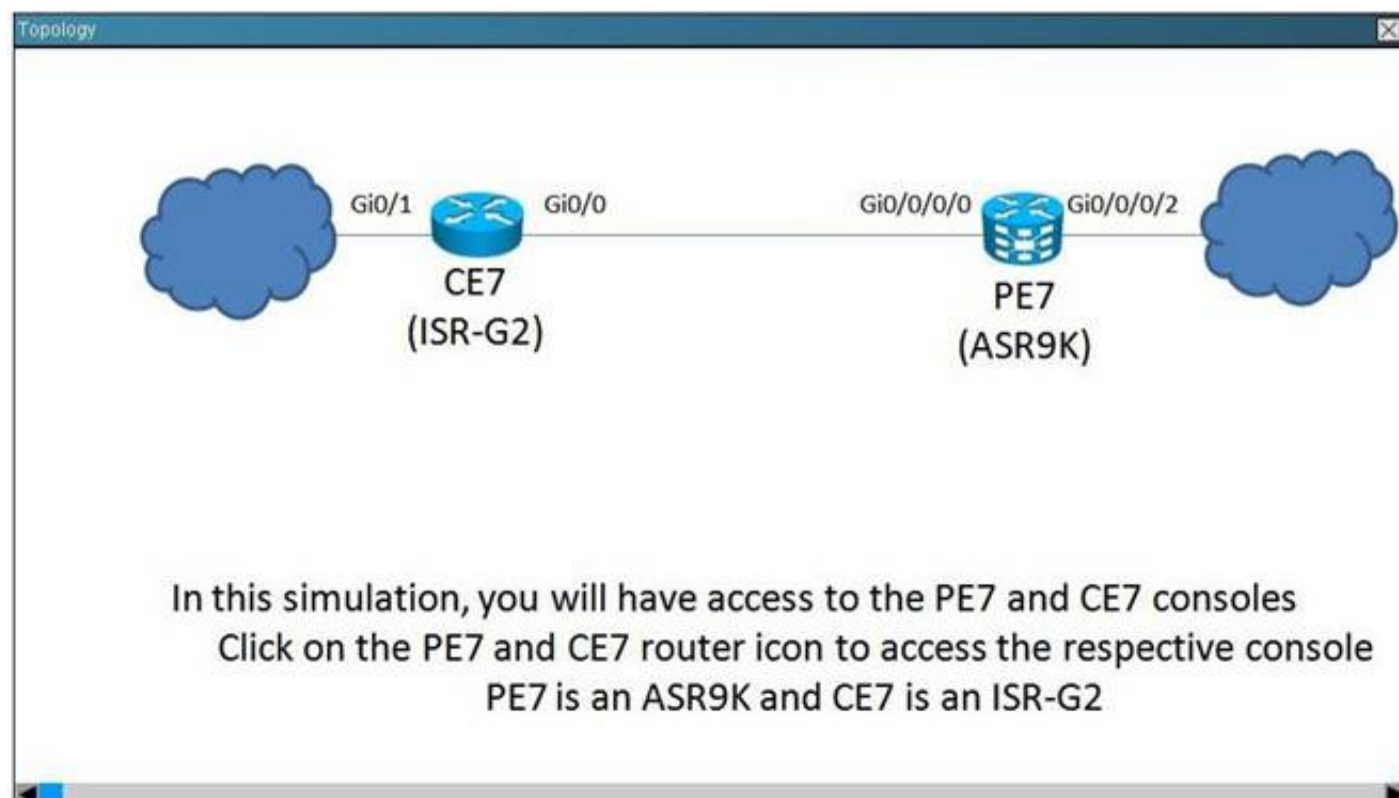 Topology
Gi0/1 Gi0/0 Gi0/0/0/0 Gi0/0/0/2
CE7 PE7
(ISR-G2) (ASR9K)
In this simulation, you will have access to the PE7 and CE7 consoles
Click on the PE7 and CE7 router icon to access the respective console
PE7 is an ASR9K and CE7 is an ISR-G2